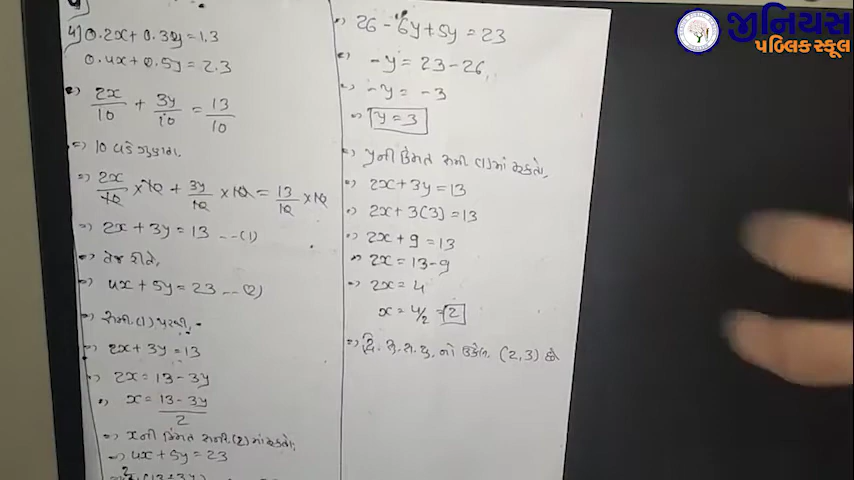 4) 0.2x + 0.3y = 1.3
0.4x + 0.5y = 2.3
⇒ 2x/10 + 3y/10 = 13/10
⇒ 10 વડે ગુણતા,
⇒ 2x/10 × 10 + 3y/10 × 10 = 13/10 × 10
⇒ 2x + 3y = 13 --(1)
⇒ તેજ રીતે,
⇒ 4x + 5y = 23 --(2)
⇒ સમી.(1) પરથી,
⇒ 2x + 3y = 13
⇒ 2x = 13 - 3y
⇒ x = 13 - 3y/2
⇒ xની કિંમત સમી.(2) માં મુકતા,
⇒ 4x + 5y = 23
⇒ 26 - 6y + 5y = 23
⇒ -y = 23 - 26,
⇒ -y = -3
⇒ y = 3
⇒ yની કિંમત સમી (1)માં મુકતા,
⇒ 2x + 3y = 13
⇒ 2x + 3(3) = 13
⇒ 2x + 9 = 13
⇒ 2x = 13 - 9
⇒ 2x = 4
x = 4/2 = 2
⇒ દ્વિ.સુ.સ.યુ. નો ઉકેલ (2,3) છે
જીનિયસ
પબ્લિક સ્કૂલ